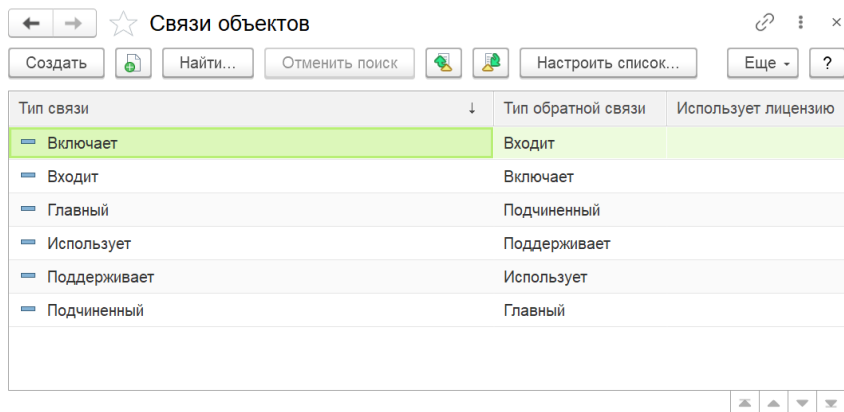 Связи объектов
Создать Найти... Отменить поиск Настроить список... Еще ?
Тип связи ↓ Тип обратной связи Использует лицензию
Включает Входит
Входит Включает
Главный Подчиненный
Использует Поддерживает
Поддерживает Использует
Подчиненный Главный